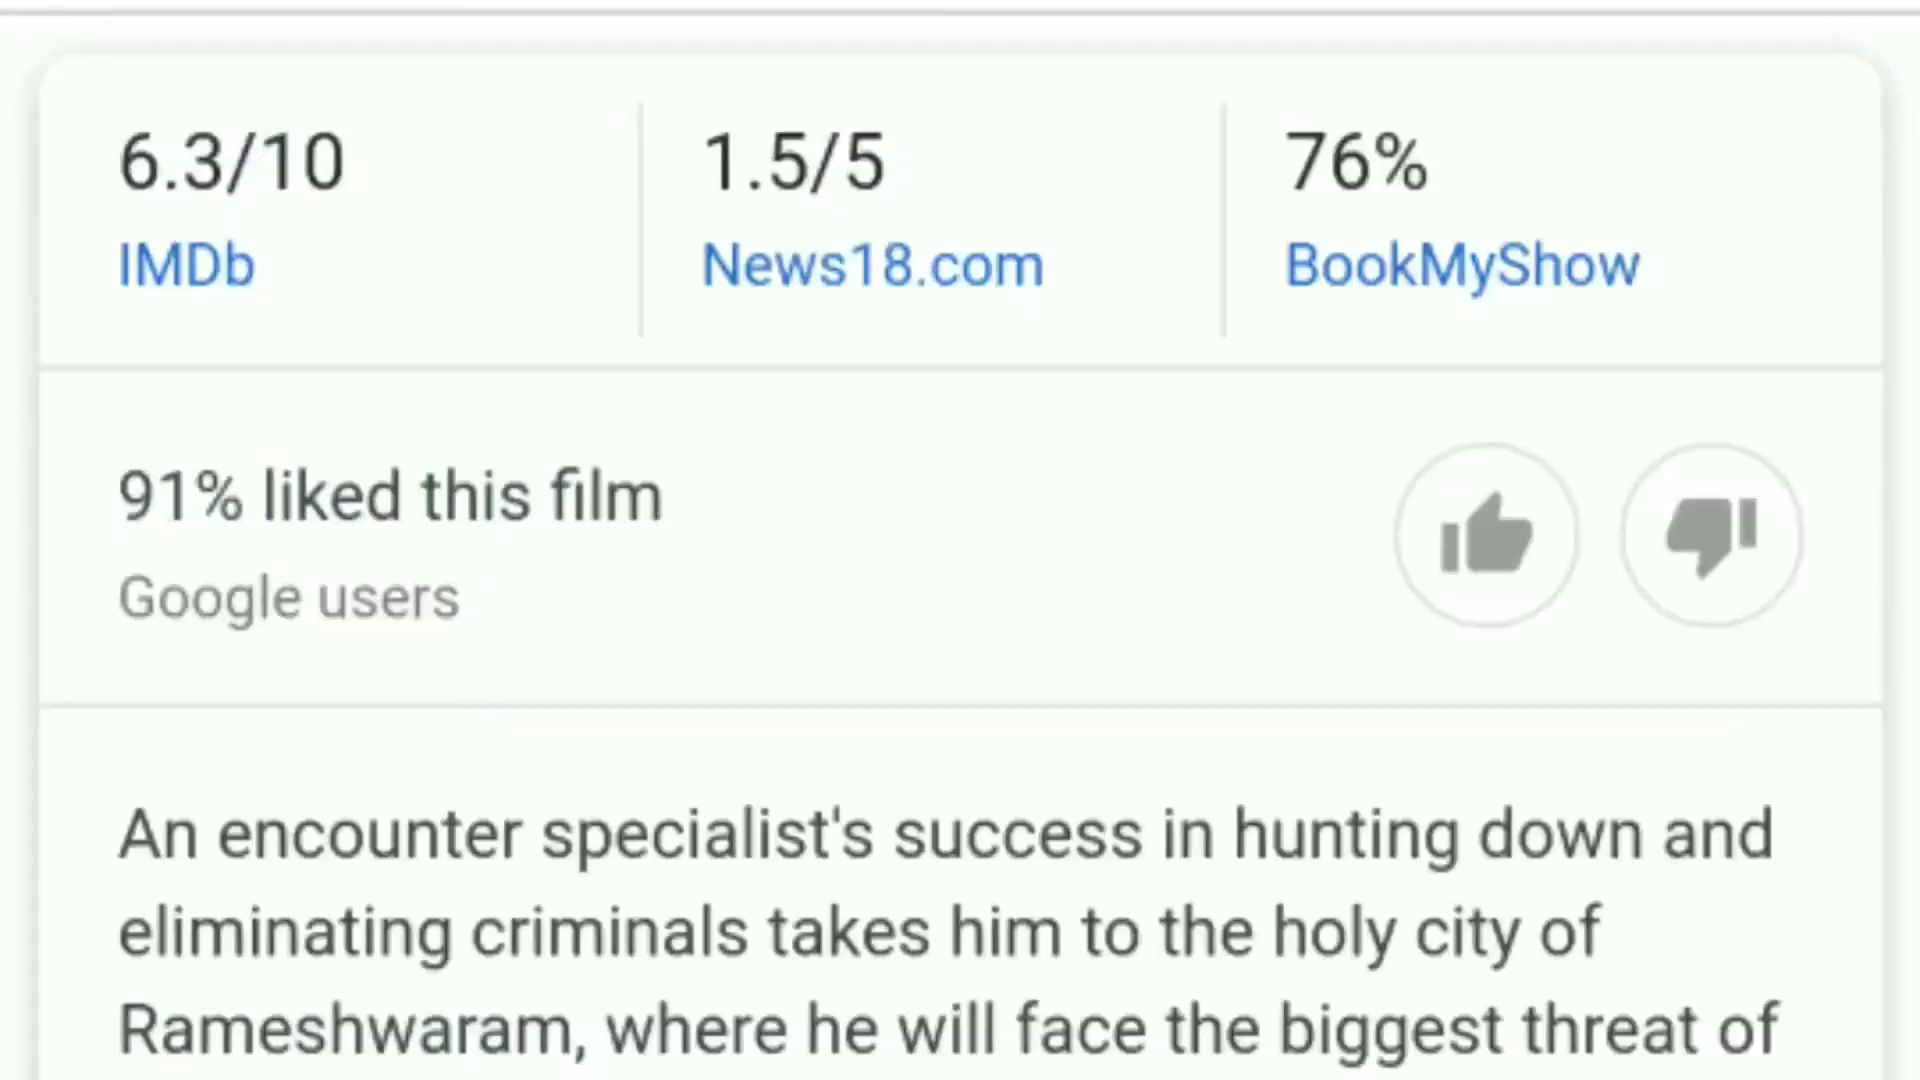 6.3/10 1.5/5 76%
IMDb News18.com BookMyShow
91% liked this film
Google users
An encounter specialist's success in hunting down and
eliminating criminals takes him to the holy city of
Rameshwaram, where he will face the biggest threat of